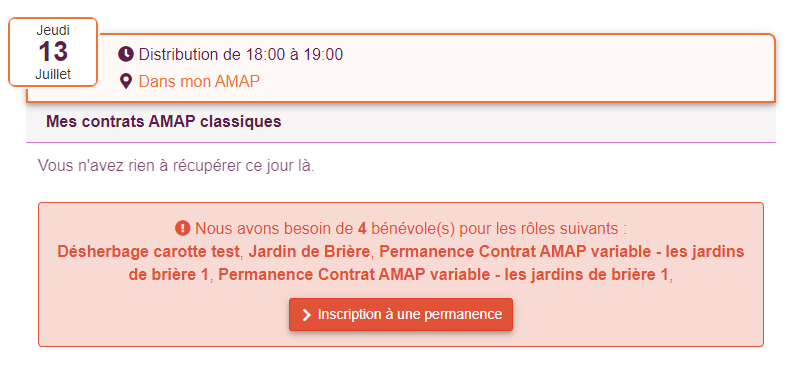 Jeudi
13
Juillet
Distribution de 18:00 à 19:00
Dans mon AMAP
Mes contrats AMAP classiques
Vous n'avez rien à récupérer ce jour là.
Nous avons besoin de 4 bénévole(s) pour les rôles suivants :
Désherbage carotte test, Jardin de Brière, Permanence Contrat AMAP variable - les jardins
de brière 1, Permanence Contrat AMAP variable - les jardins de brière 1,
Inscription à une permanence